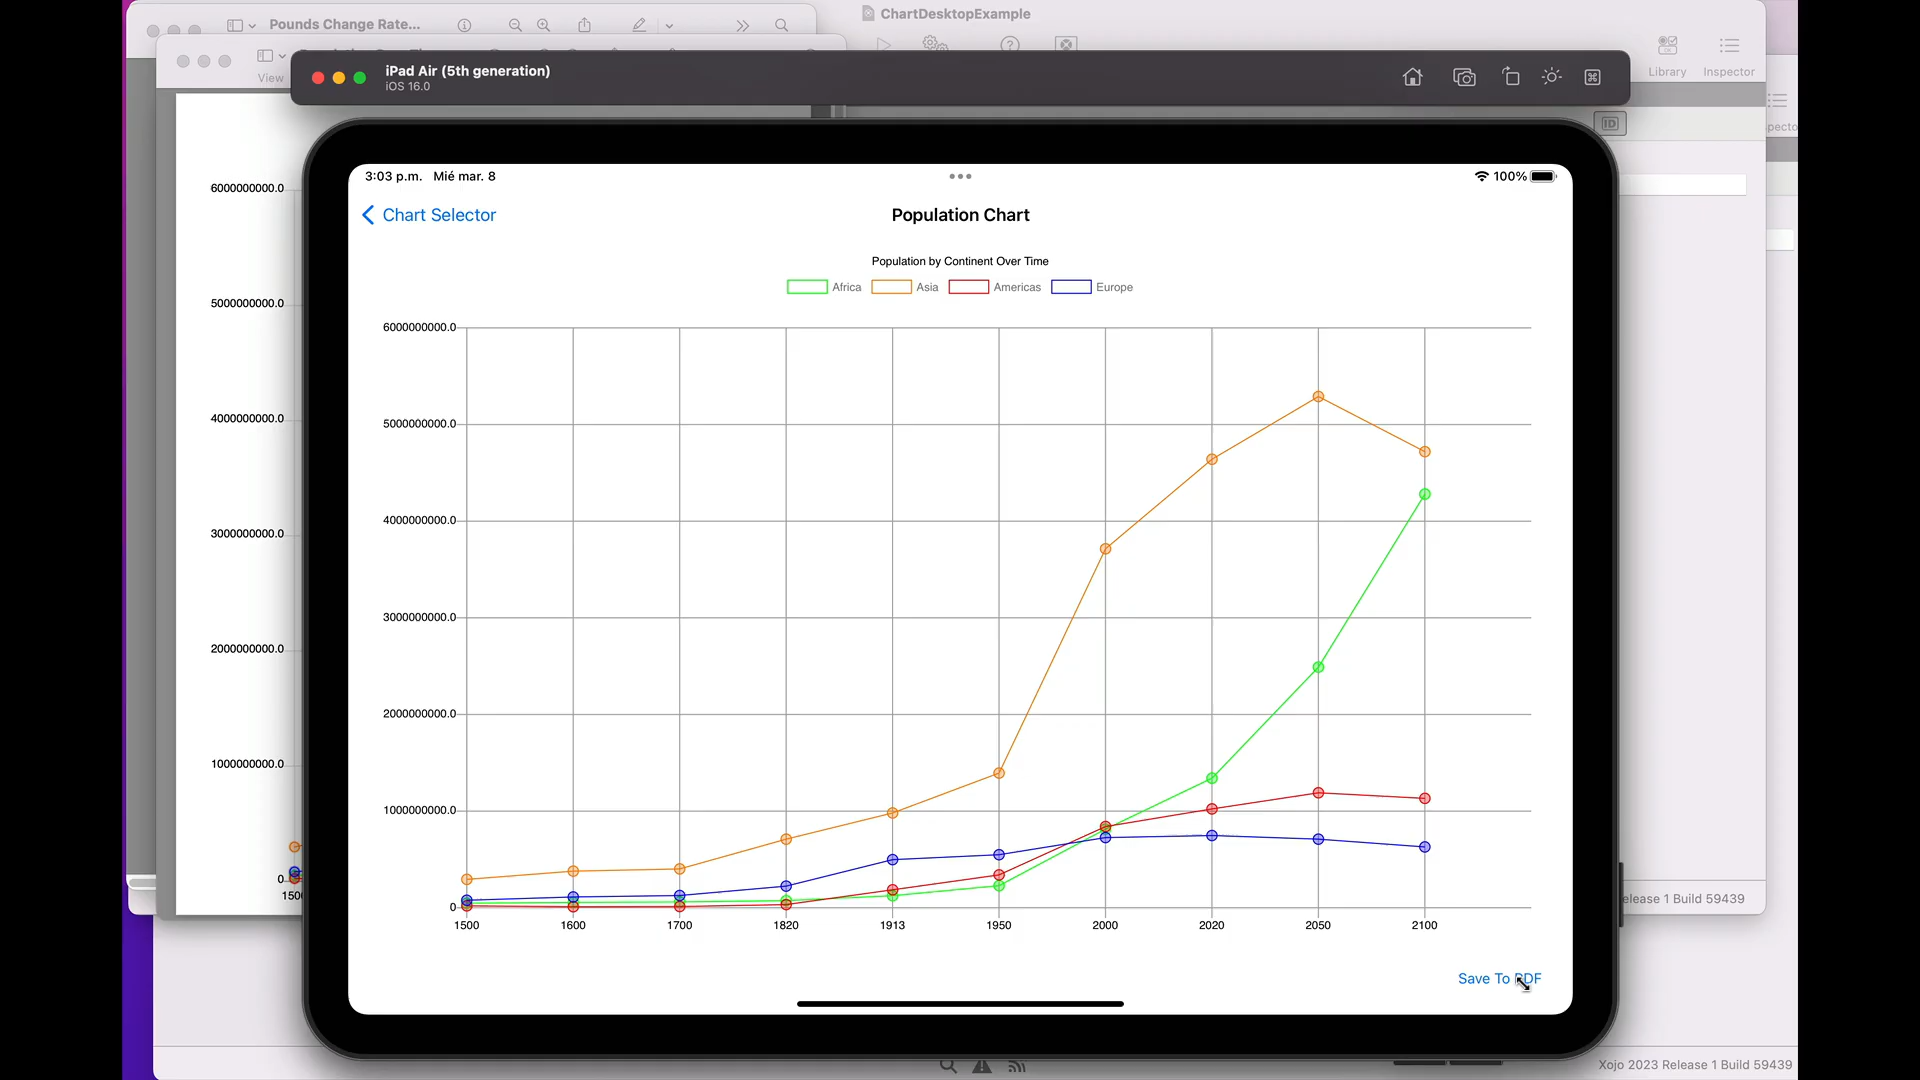 Pounds Change Rate...
ChartDesktopExample
View
Library
Inspector
iPad Air (5th generation)
iOS 16.0
ID
3:03 p.m. Mié mar. 8
100%
Chart Selector
Population Chart
Population by Continent Over Time
Africa
Asia
Americas
Europe
6000000000.0
5000000000.0
4000000000.0
3000000000.0
2000000000.0
1000000000.0
0
1500
1600
1700
1820
1913
1950
2000
2020
2050
2100
Save To PDF
6000000000.0
5000000000.0
4000000000.0
3000000000.0
2000000000.0
1000000000.0
0
elease 1 Build 59439
Xojo 2023 Release 1 Build 59439